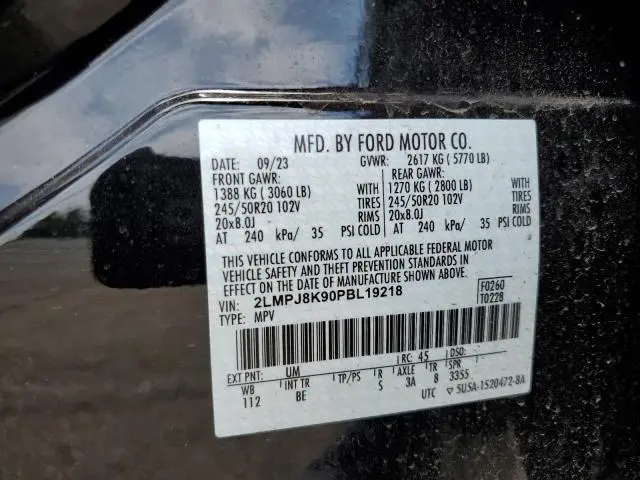 MFD. BY FORD MOTOR CO.
DATE: 09/23 GVWR: 2617 KG (5770 LB)
FRONT GAWR: REAR GAWR:
1388 KG (3060 LB) WITH 1270 KG (2800 LB) WITH
245/50R20 102V TIRES 245/50R20 102V TIRES
20x8.0J RIMS 20x8.0J RIMS
AT 240 kPa/ 35 PSI COLD AT 240 kPa/ 35 PSI COLD
THIS VEHICLE CONFORMS TO ALL APPLICABLE FEDERAL MOTOR
VEHICLE SAFETY AND THEFT PREVENTION STANDARDS IN
EFFECT ON THE DATE OF MANUFACTURE SHOWN ABOVE.
VIN: 2LMPJ8K90PBL19218 F0260
TYPE: MPV T0228
EXT PNT: UM RC: 45 DSO:
WB INT TR TP/PS R AXLE TR SPR
112 BE S 3A 8 3355
UTC ▽ 5U5A-1520472-BA